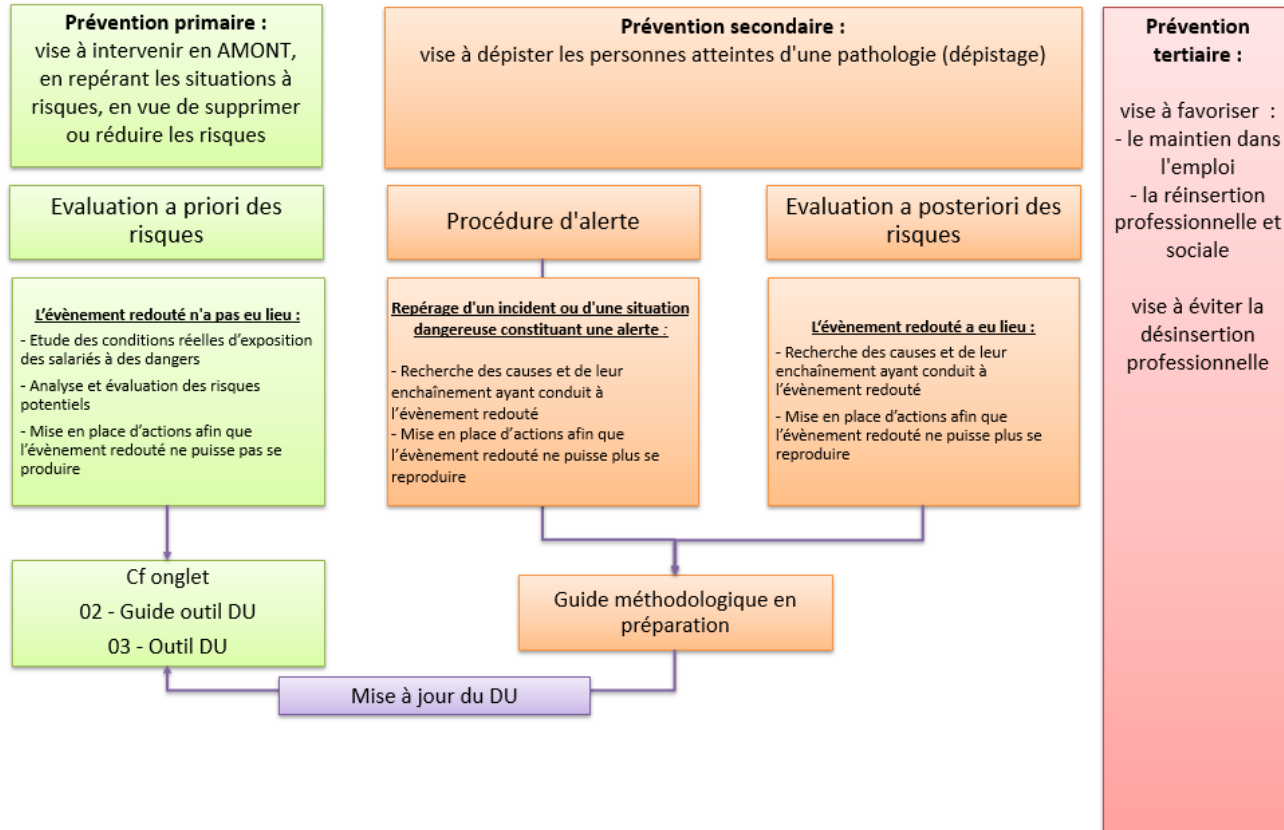 Prévention primaire :
vise à intervenir en AMONT,
en repérant les situations à
risques, en vue de supprimer
ou réduire les risques
Prévention secondaire :
vise à dépister les personnes atteintes d'une pathologie (dépistage)
Prévention
tertiaire :
vise à favoriser :
- le maintien dans
l'emploi
- la réinsertion
professionnelle et
sociale
vise à éviter la
désinsertion
professionnelle
Evaluation a priori des
risques
Procédure d'alerte
Evaluation a posteriori des
risques
L'évènement redouté n'a pas eu lieu :
- Etude des conditions réelles d'exposition
des salariés à des dangers
- Analyse et évaluation des risques
potentiels
- Mise en place d'actions afin que
l'évènement redouté ne puisse pas se
produire
Repérage d'un incident ou d'une situation
dangereuse constituant une alerte :
- Recherche des causes et de leur
enchaînement ayant conduit à
l'évènement redouté
- Mise en place d'actions afin que
l'évènement redouté ne puisse plus se
reproduire
L'évènement redouté a eu lieu :
- Recherche des causes et de leur
enchaînement ayant conduit à
l'évènement redouté
- Mise en place d'actions afin que
l'évènement redouté ne puisse plus se
reproduire
Cf onglet
02 - Guide outil DU
03 - Outil DU
Guide méthodologique en
préparation
Mise à jour du DU